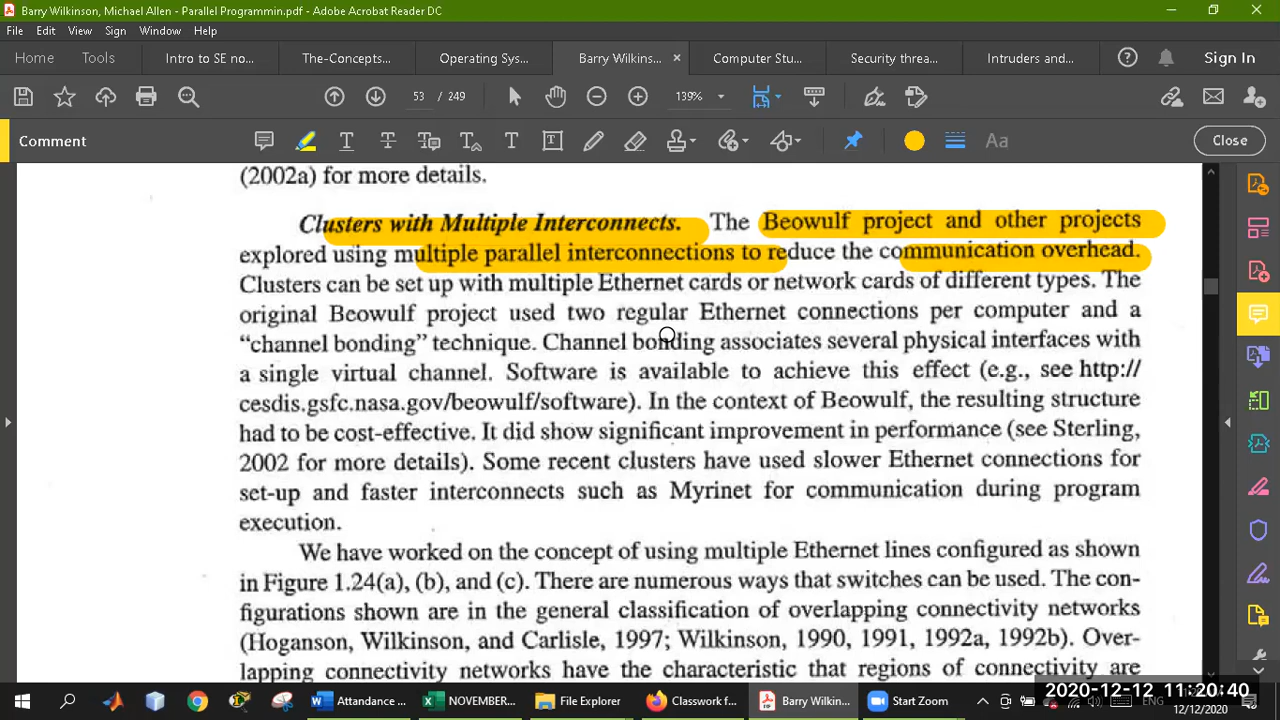 Barry Wilkinson, Michael Allen - Parallel Programmin.pdf - Adobe Acrobat Reader DC
File Edit View Sign Window Help
Home Tools Intro to SE no... The-Concepts... Operating Sys... Barry Wilkins... Computer Stu... Security threa... Intruders and... Sign In
53 / 249 139%
Comment Close
(2002a) for more details.
Clusters with Multiple Interconnects. The Beowulf project and other projects
explored using multiple parallel interconnections to reduce the communication overhead.
Clusters can be set up with multiple Ethernet cards or network cards of different types. The
original Beowulf project used two regular Ethernet connections per computer and a
“channel bonding” technique. Channel bonding associates several physical interfaces with
a single virtual channel. Software is available to achieve this effect (e.g., see http://
cesdis.gsfc.nasa.gov/beowulf/software). In the context of Beowulf, the resulting structure
had to be cost-effective. It did show significant improvement in performance (see Sterling,
2002 for more details). Some recent clusters have used slower Ethernet connections for
set-up and faster interconnects such as Myrinet for communication during program
execution.
We have worked on the concept of using multiple Ethernet lines configured as shown
in Figure 1.24(a), (b), and (c). There are numerous ways that switches can be used. The con-
figurations shown are in the general classification of overlapping connectivity networks
(Hoganson, Wilkinson, and Carlisle, 1997; Wilkinson, 1990, 1991, 1992a, 1992b). Over-
lapping connectivity networks have the characteristic that regions of connectivity are
Attandance ... NOVEMBER... File Explorer Classwork f... Barry Wilkin... Start Zoom ENG
2020-12-12 11:20:40
12/12/2020